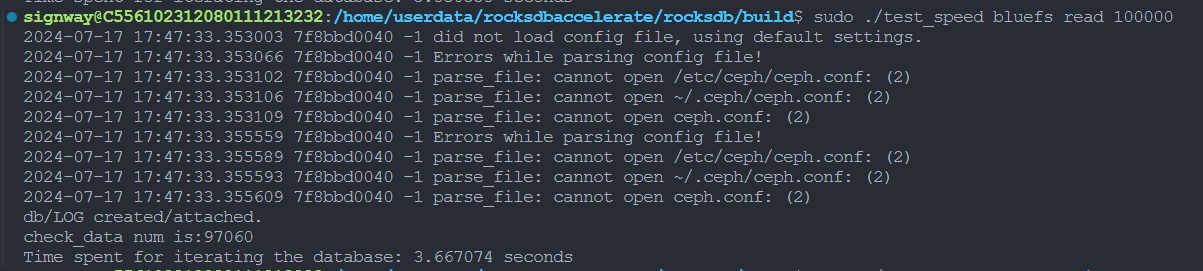 Time spent for iterating the database:
signway@C556102312080111213232:/home/userdata/rocksdbaccelerate/rocksdb/build$ sudo ./test_speed bluefs read 100000
2024-07-17 17:47:33.353003 7f8bbd0040 -1 did not load config file, using default settings.
2024-07-17 17:47:33.353066 7f8bbd0040 -1 Errors while parsing config file!
2024-07-17 17:47:33.353102 7f8bbd0040 -1 parse_file: cannot open /etc/ceph/ceph.conf: (2)
2024-07-17 17:47:33.353106 7f8bbd0040 -1 parse_file: cannot open ~/.ceph/ceph.conf: (2)
2024-07-17 17:47:33.353109 7f8bbd0040 -1 parse_file: cannot open ceph.conf: (2)
2024-07-17 17:47:33.355559 7f8bbd0040 -1 Errors while parsing config file!
2024-07-17 17:47:33.355589 7f8bbd0040 -1 parse_file: cannot open /etc/ceph/ceph.conf: (2)
2024-07-17 17:47:33.355593 7f8bbd0040 -1 parse_file: cannot open ~/.ceph/ceph.conf: (2)
2024-07-17 17:47:33.355609 7f8bbd0040 -1 parse_file: cannot open ceph.conf: (2)
db/LOG created/attached.
check_data num is:97060
Time spent for iterating the database: 3.667074 seconds